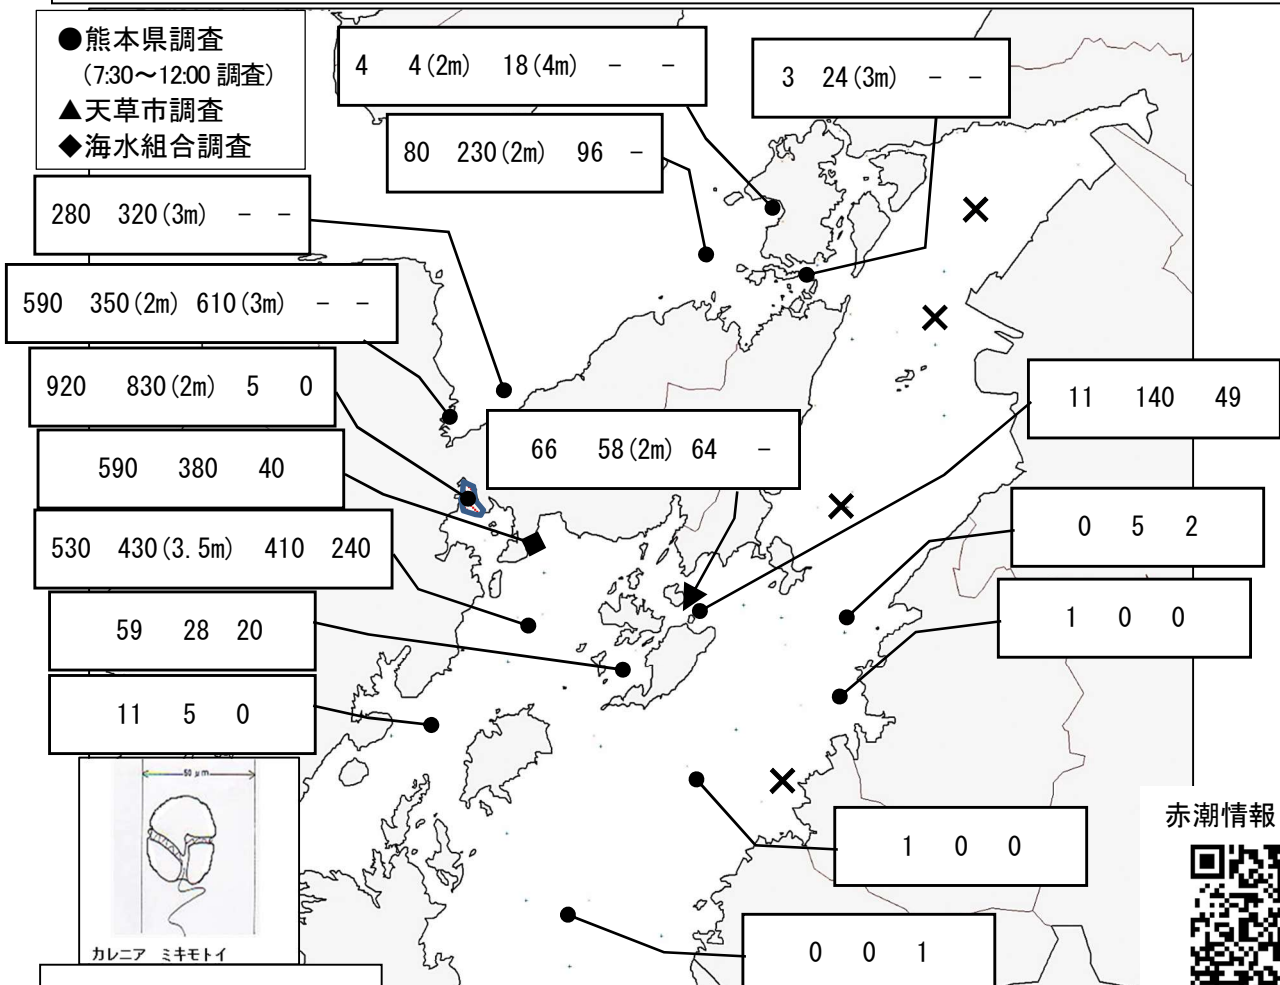 ●熊本県調査
(7:30～12:00 調査)
▲天草市調査
◆海水組合調査
4 4(2m) 18(4m) － －
3 24(3m) － －
80 230(2m) 96 －
280 320(3m) － －
590 350(2m) 610(3m) － －
920 830(2m) 5 0
11 140 49
66 58(2m) 64 －
590 380 40
530 430(3.5m) 410 240
0 5 2
59 28 20
1 0 0
11 5 0
50 μm
カレニア ミキモトイ
赤潮情報
1 0 0
0 0 1